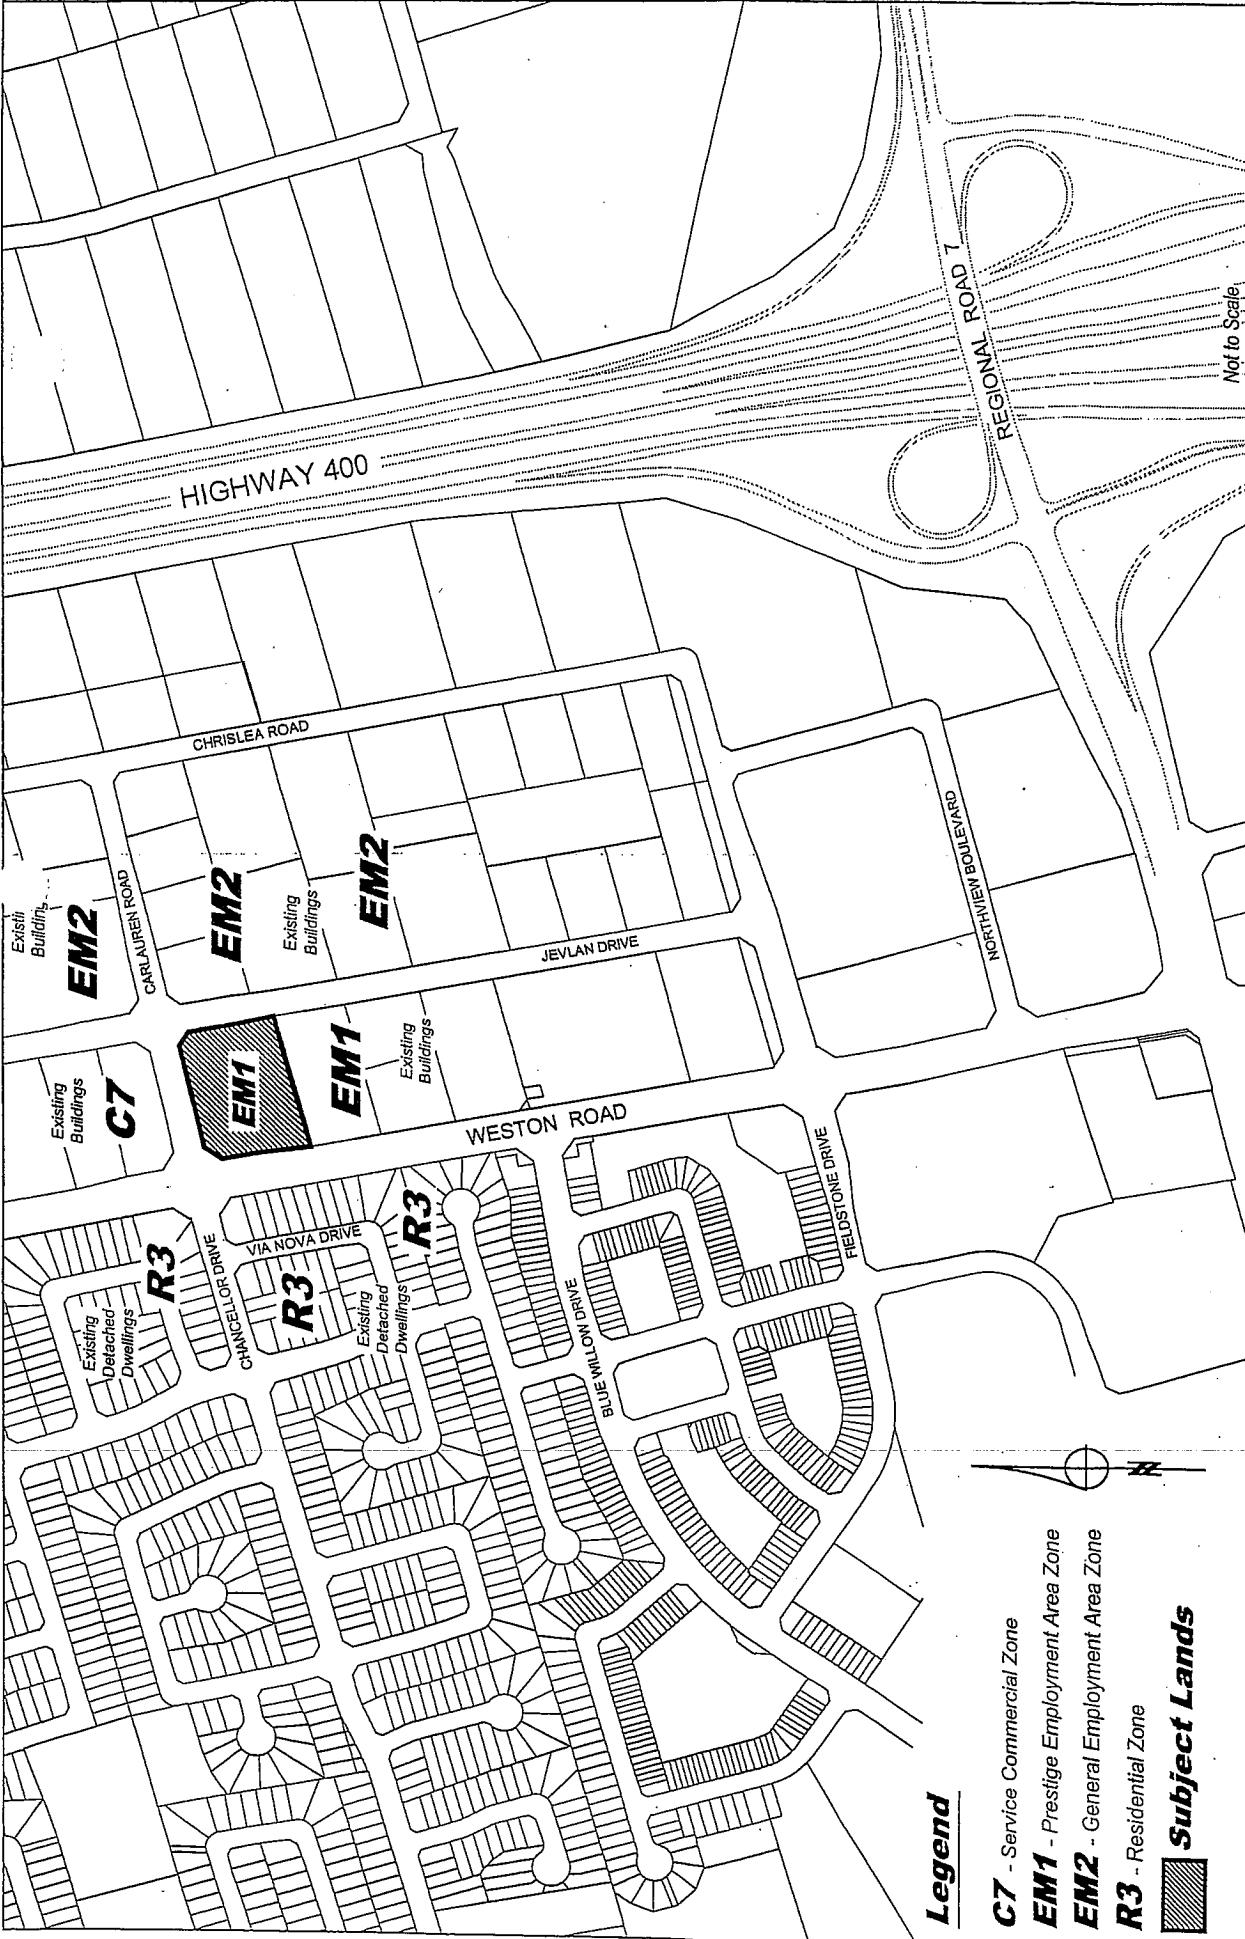 HIGHWAY 400
REGIONAL ROAD 7
Not to Scale
CHRISLEA ROAD
NORTHVIEW BOULEVARD
CARLAUREN ROAD
JEVLAN DRIVE
WESTON ROAD
FIELDSTONE DRIVE
BLUE WILLOW DRIVE
VIA NOVA DRIVE
CHANCELLOR DRIVE
Existing
Buildings
C7
EM2
EM2
Existing
Buildings
EM2
EM1
EM1
Existing
Buildings
R3
R3
R3
Existing
Detached
Dwellings
Existing
Detached
Dwellings
Legend
C7 - Service Commercial Zone
EM1 - Prestige Employment Area Zone
EM2 - General Employment Area Zone
R3 - Residential Zone
Subject Lands